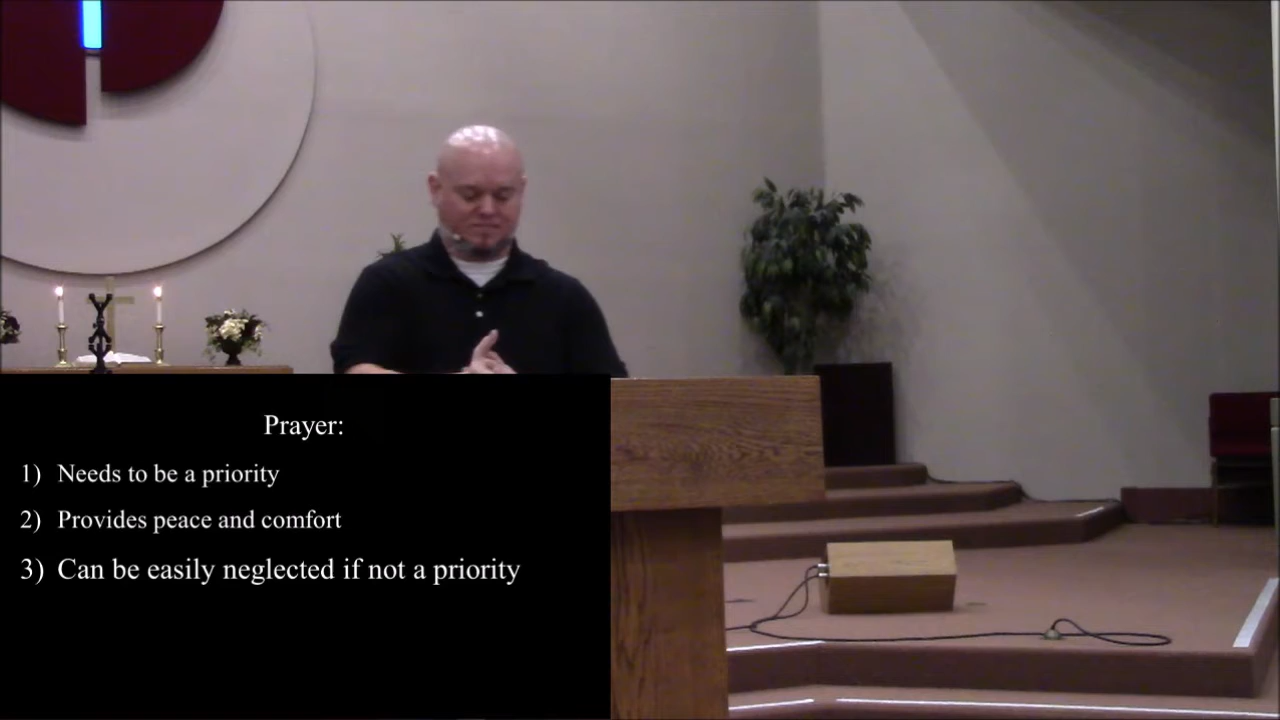 Prayer:
1) Needs to be a priority
2) Provides peace and comfort
3) Can be easily neglected if not a priority